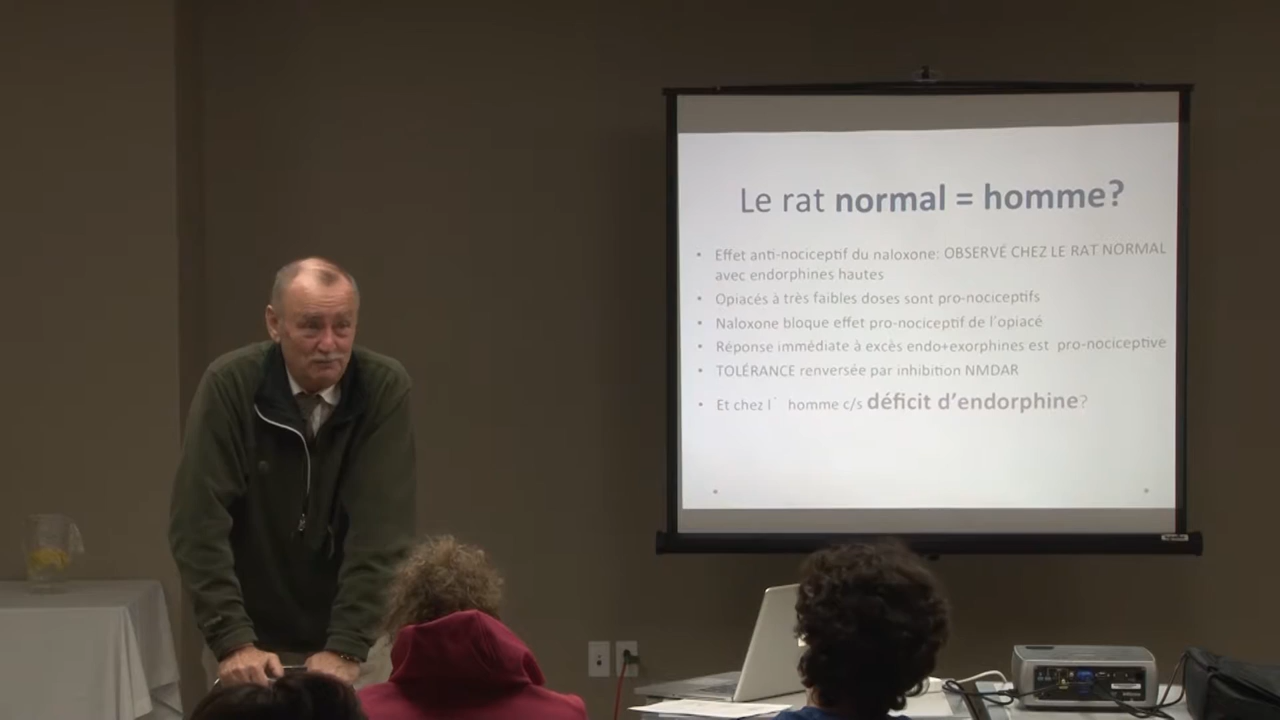 Le rat normal = homme?
• Effet anti-nociceptif du naloxone: OBSERVÉ CHEZ LE RAT NORMAL
avec endorphines hautes
• Opiacés à très faibles doses sont pro-nociceptifs
• Naloxone bloque effet pro-nociceptif de l'opiacé
• Réponse immédiate à excès endo+exorphines est pro-nociceptive
• TOLÉRANCE renversée par inhibition NMDAR
• Et chez l' homme c/s déficit d'endorphine?